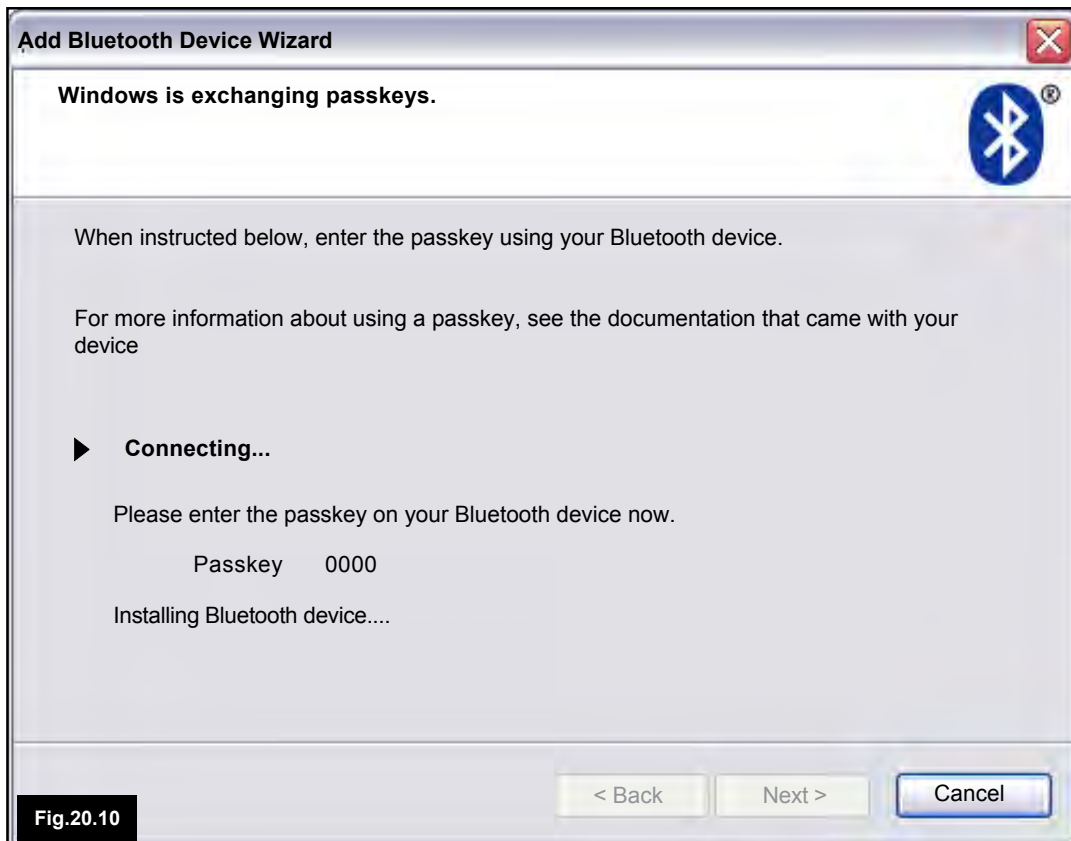 Add Bluetooth Device Wizard
Windows is exchanging passkeys.
®
When instructed below, enter the passkey using your Bluetooth device.
For more information about using a passkey, see the documentation that came with your
device
Connecting...
Please enter the passkey on your Bluetooth device now.
Passkey 0000
Installing Bluetooth device....
< Back Next > Cancel
Fig.20.10